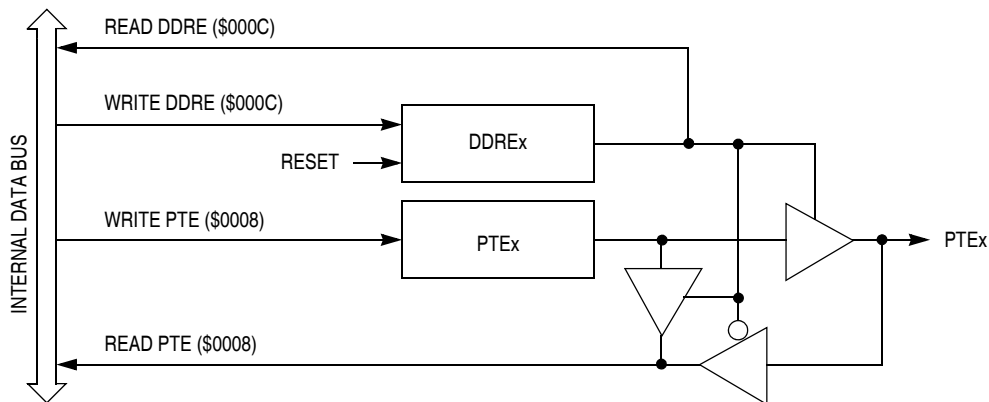 READ DDRE ($000C)
WRITE DDRE ($000C)
DDREx
RESET
INTERNAL DATA BUS
WRITE PTE ($0008)
PTEx
PTEx
READ PTE ($0008)